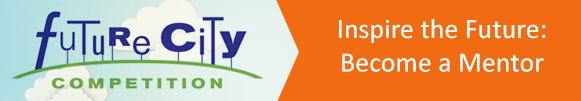 Future City
COMPETITION
Inspire the Future:
Become a Mentor